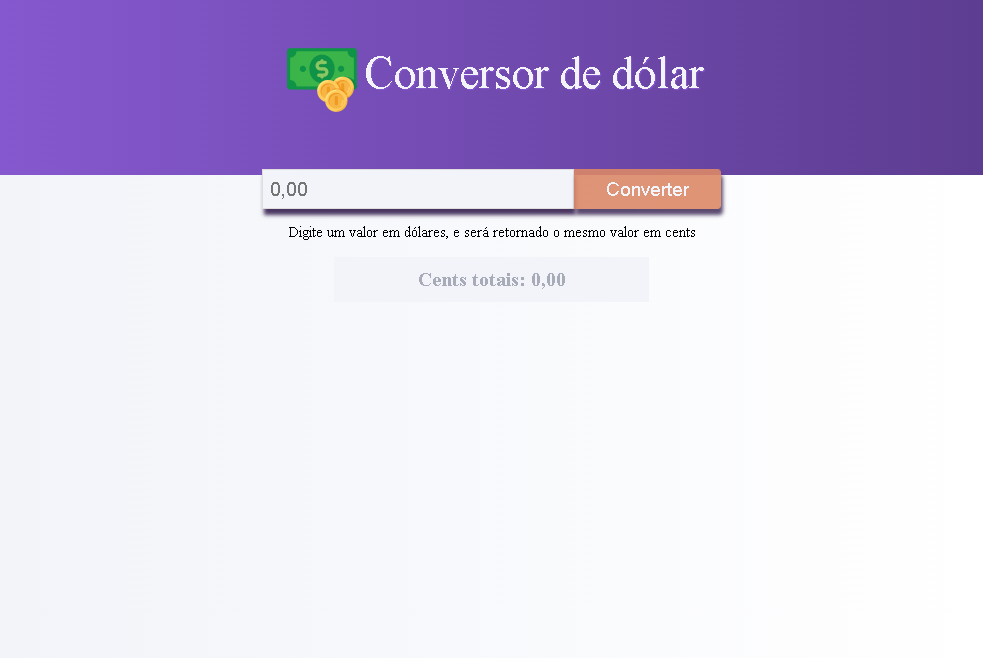 Conversor de dólar
0,00
Converter
Digite um valor em dólares, e será retornado o mesmo valor em cents
Cents totais: 0,00